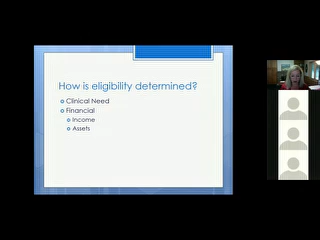 How is eligibility determined?
Clinical Need
Financial
Income
Assets